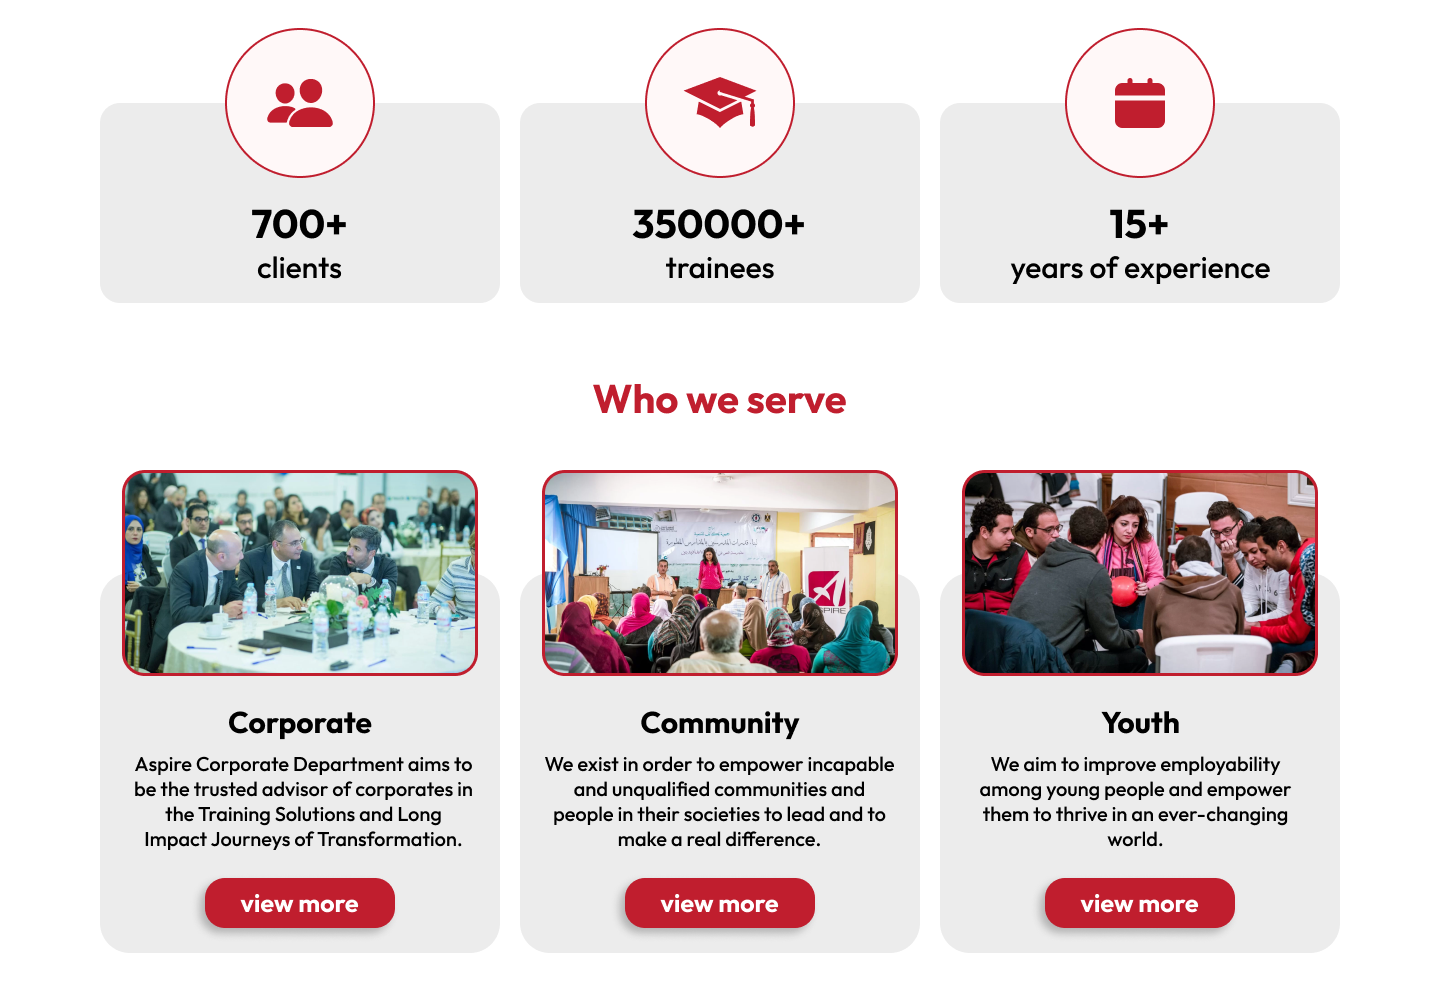 700+
clients
350000+
trainees
15+
years of experience
Who we serve
SPIRE
Corporate
Aspire Corporate Department aims to
be the trusted advisor of corporates in
the Training Solutions and Long
Impact Journeys of Transformation.
view more
Community
We exist in order to empower incapable
and unqualified communities and
people in their societies to lead and to
make a real difference.
view more
Youth
We aim to improve employability
among young people and empower
them to thrive in an ever-changing
world.
view more